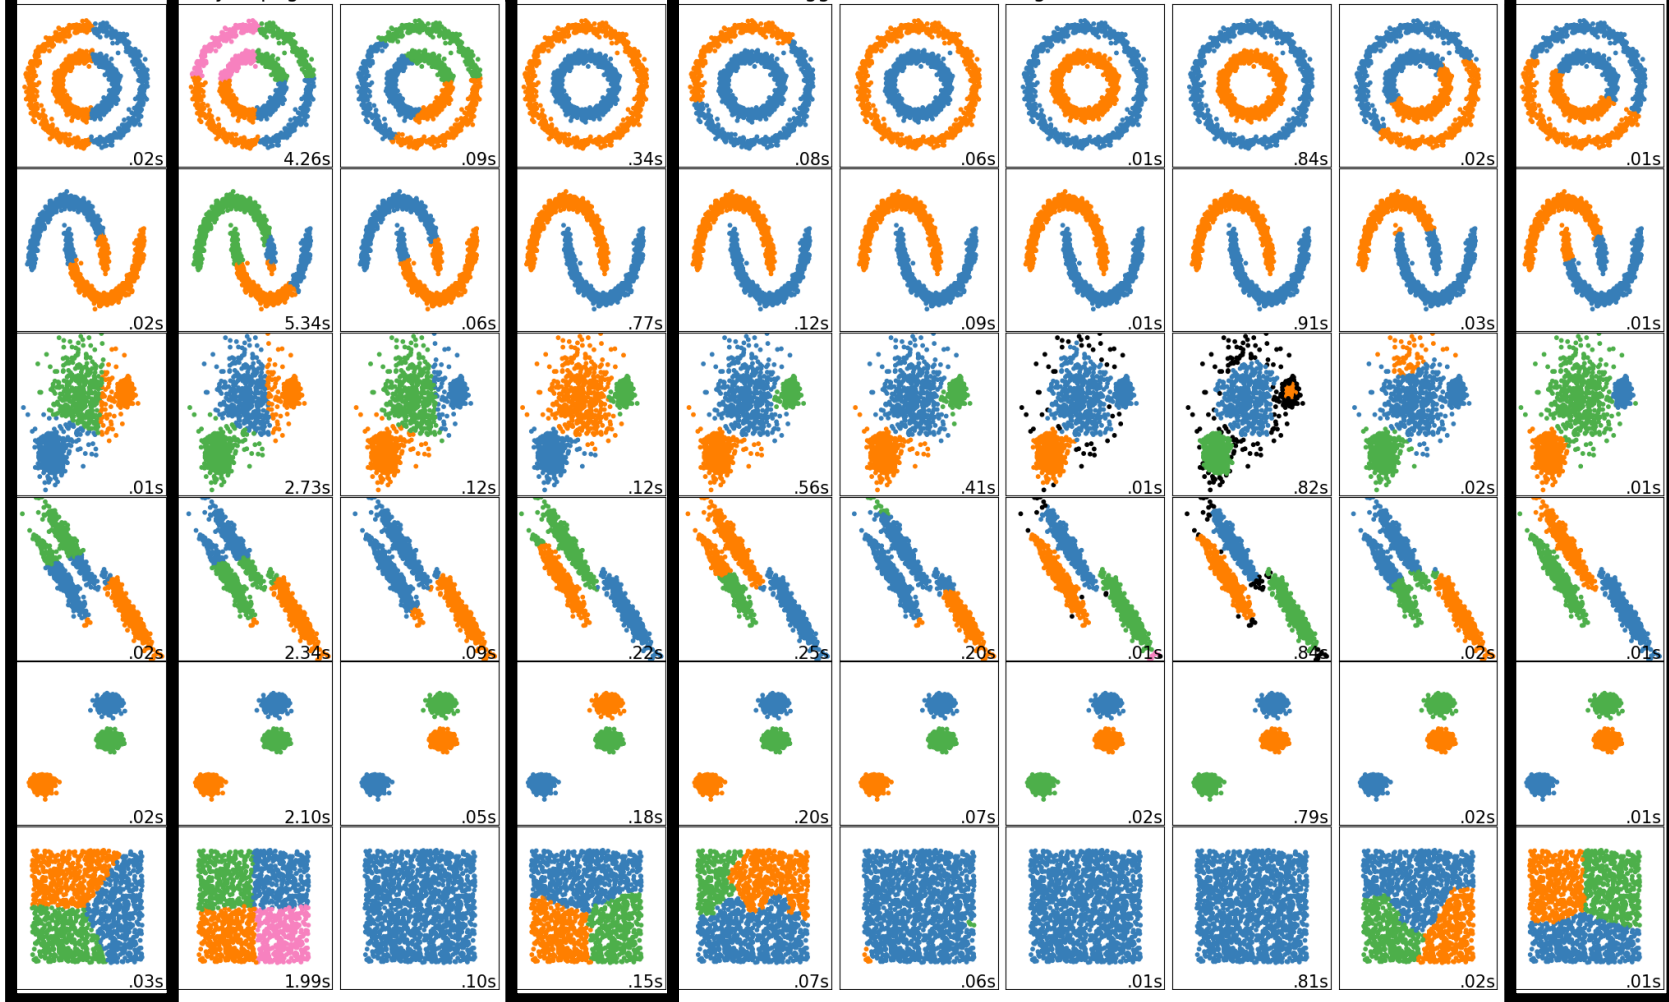 .02s 4.26s .09s .34s .08s .06s .01s .84s .02s .01s
.02s 5.34s .06s .77s .12s .09s .01s .91s .03s .01s
.01s 2.73s .12s .12s .56s .41s .01s .82s .02s .01s
.02s 2.34s .09s .22s .25s .20s .01s .84s .02s .01s
.02s 2.10s .05s .18s .20s .07s .02s .79s .02s .01s
.03s 1.99s .10s .15s .07s .06s .01s .81s .02s .01s